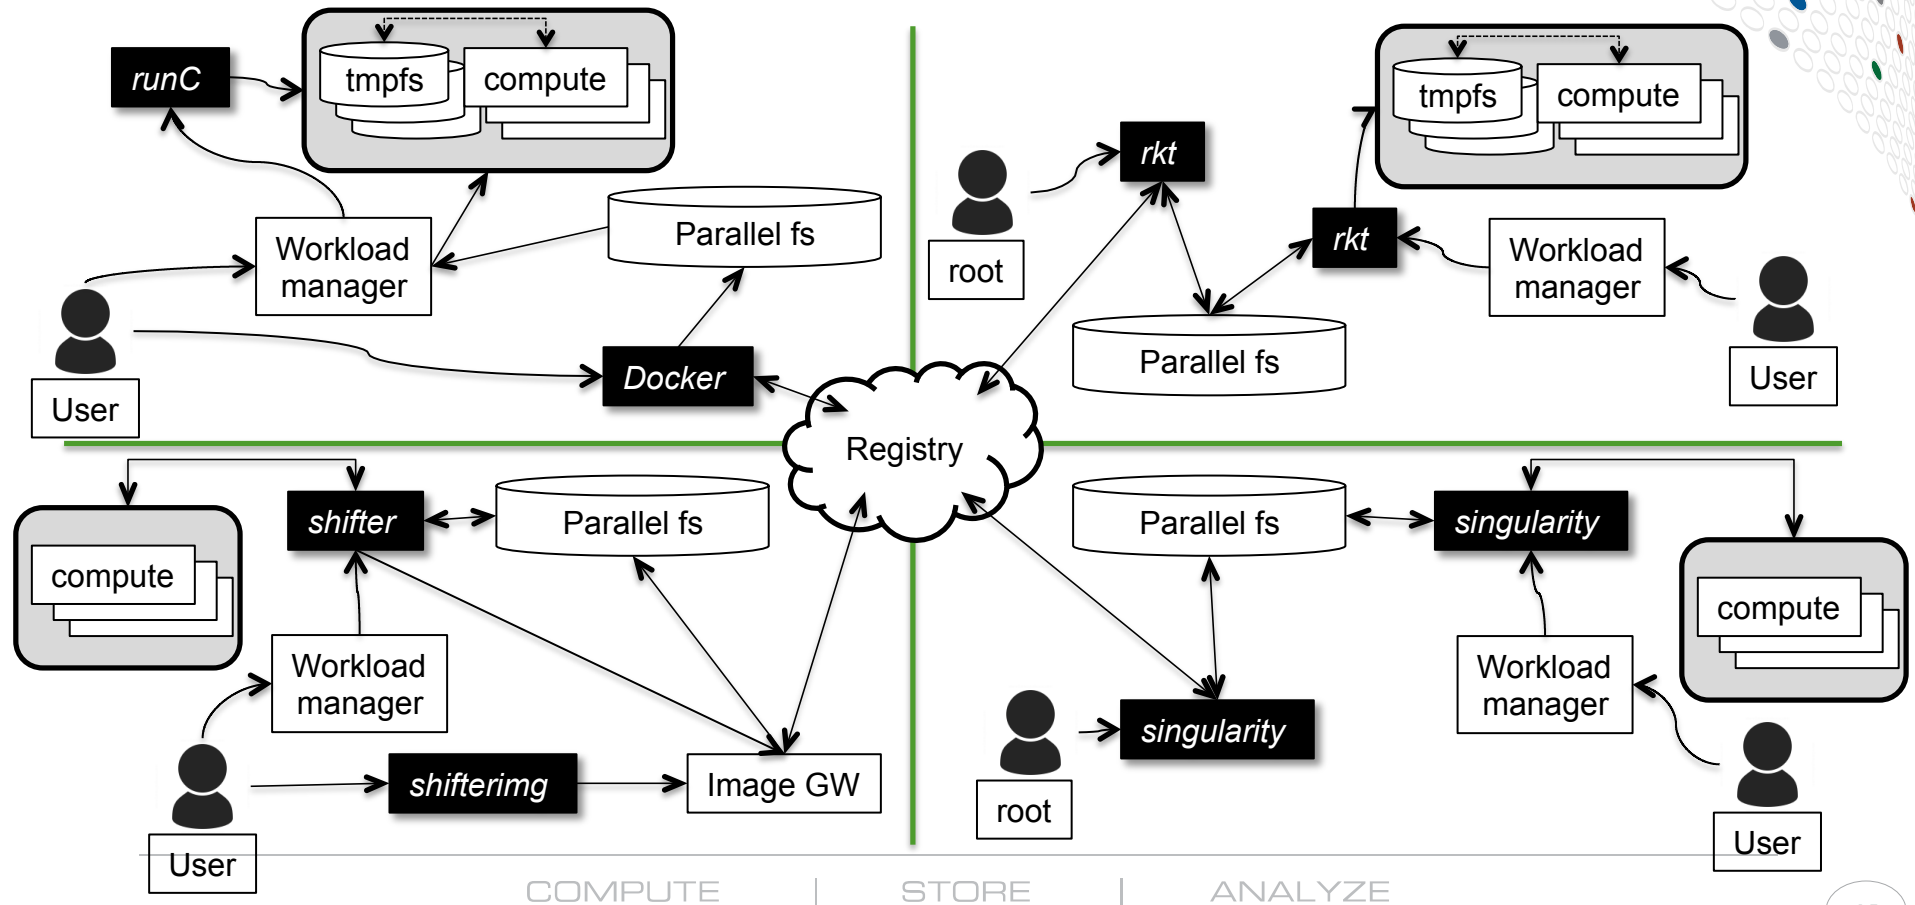 runC
tmpfs
compute
Workload
manager
Parallel fs
User
Docker
rkt
root
tmpfs
compute
rkt
Workload
manager
Parallel fs
User
Registry
shifter
Parallel fs
compute
Workload
manager
shifterimg
Image GW
User
Parallel fs
singularity
compute
Workload
manager
singularity
root
User
COMPUTE | STORE | ANALYZE